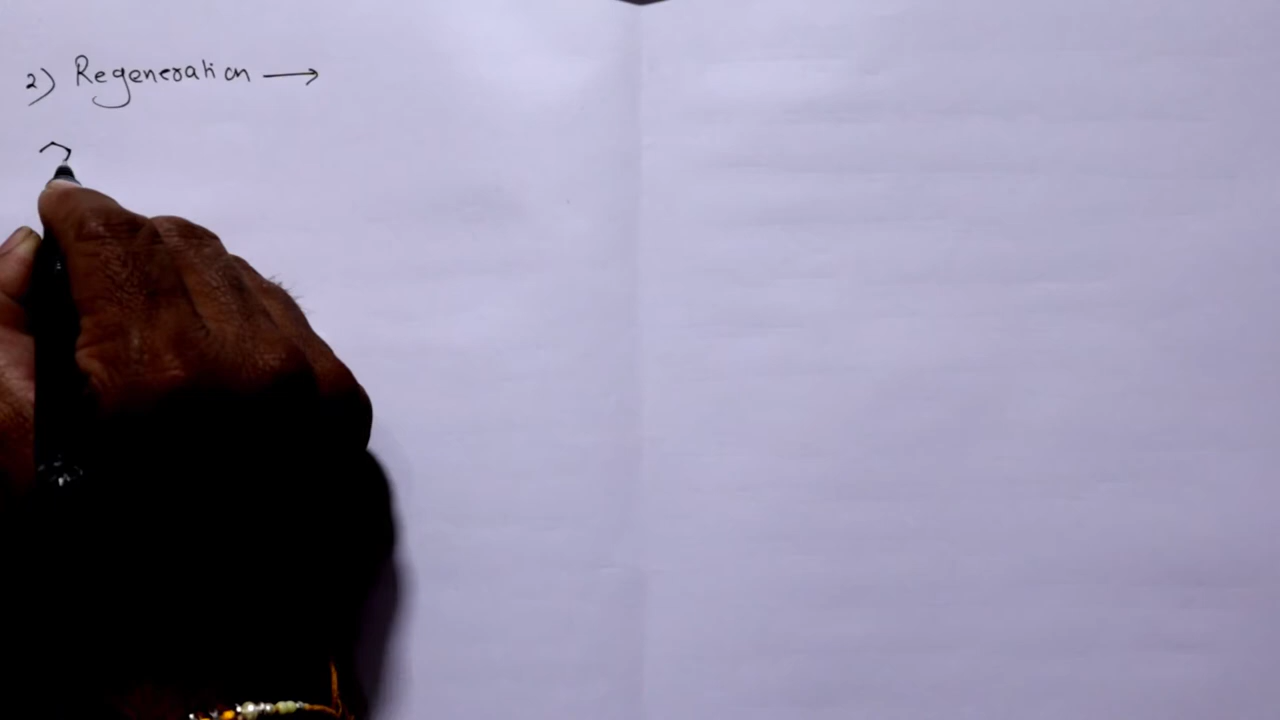 2) Regeneration →